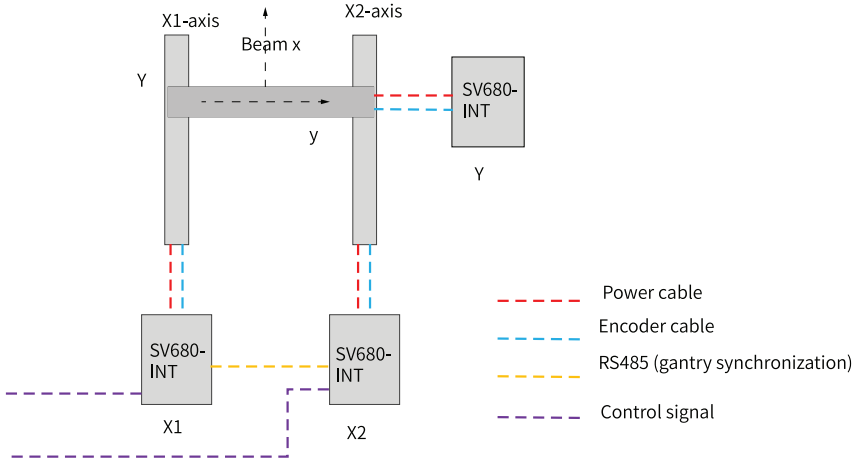 X1-axis
X2-axis
Beam x
Y
y
SV680-
INT
Y
SV680-
INT
X1
SV680-
INT
X2
Power cable
Encoder cable
RS485 (gantry synchronization)
Control signal